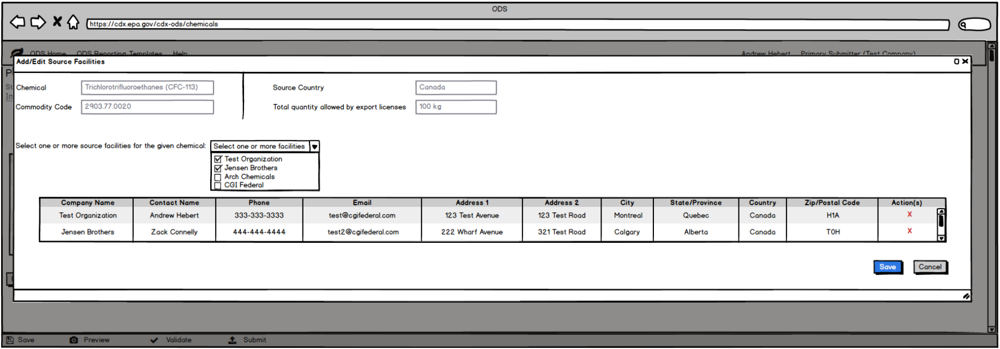 ODS
https://cdx.epa.gov/cdx-ods/chemicals
ODS Home ODS Reporting Templates Help Andrew Hebert Primary Submitter (Test Company)
Add/Edit Source Facilities
Chemical Trichlorotrifluoroethanes (CFC-113) Source Country Canada
Commodity Code 2903.77.0020 Total quantity allowed by export licenses 100 kg
Select one or more source facilities for the given chemical: Select one or more facilities
Test Organization
Jensen Brothers
Arch Chemicals
CGI Federal
Company Name Contact Name Phone Email Address 1 Address 2 City State/Province Country Zip/Postal Code Action(s)
Test Organization Andrew Hebert 333-333-3333 test@cgifederal.com 123 Test Avenue 123 Test Road Montreal Quebec Canada H1A X
Jensen Brothers Zack Connelly 444-444-4444 test2@cgifederal.com 222 Wharf Avenue 321 Test Road Calgary Alberta Canada T0H X
Save Cancel
Save Preview Validate Submit